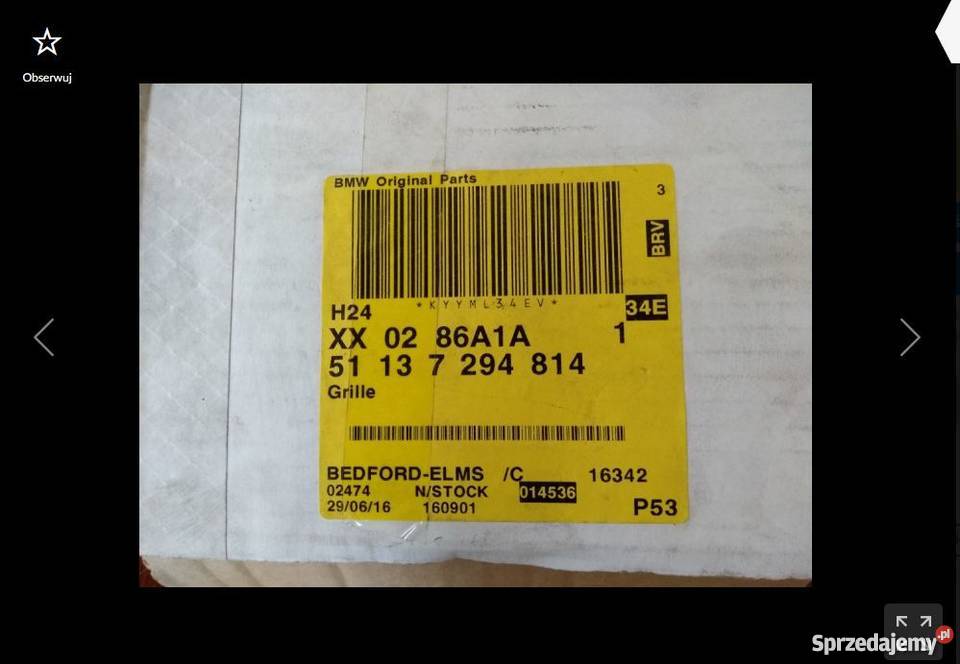 Obserwuj
BMW Original Parts
3
BRV
*KYYML34EV*
H24
34E
XX 02 86A1A 1
51 13 7 294 814
Grille
BEDFORD-ELMS /C 16342
02474 N/STOCK 014536
29/06/16 160901 P53
Sprzedajemy.pl